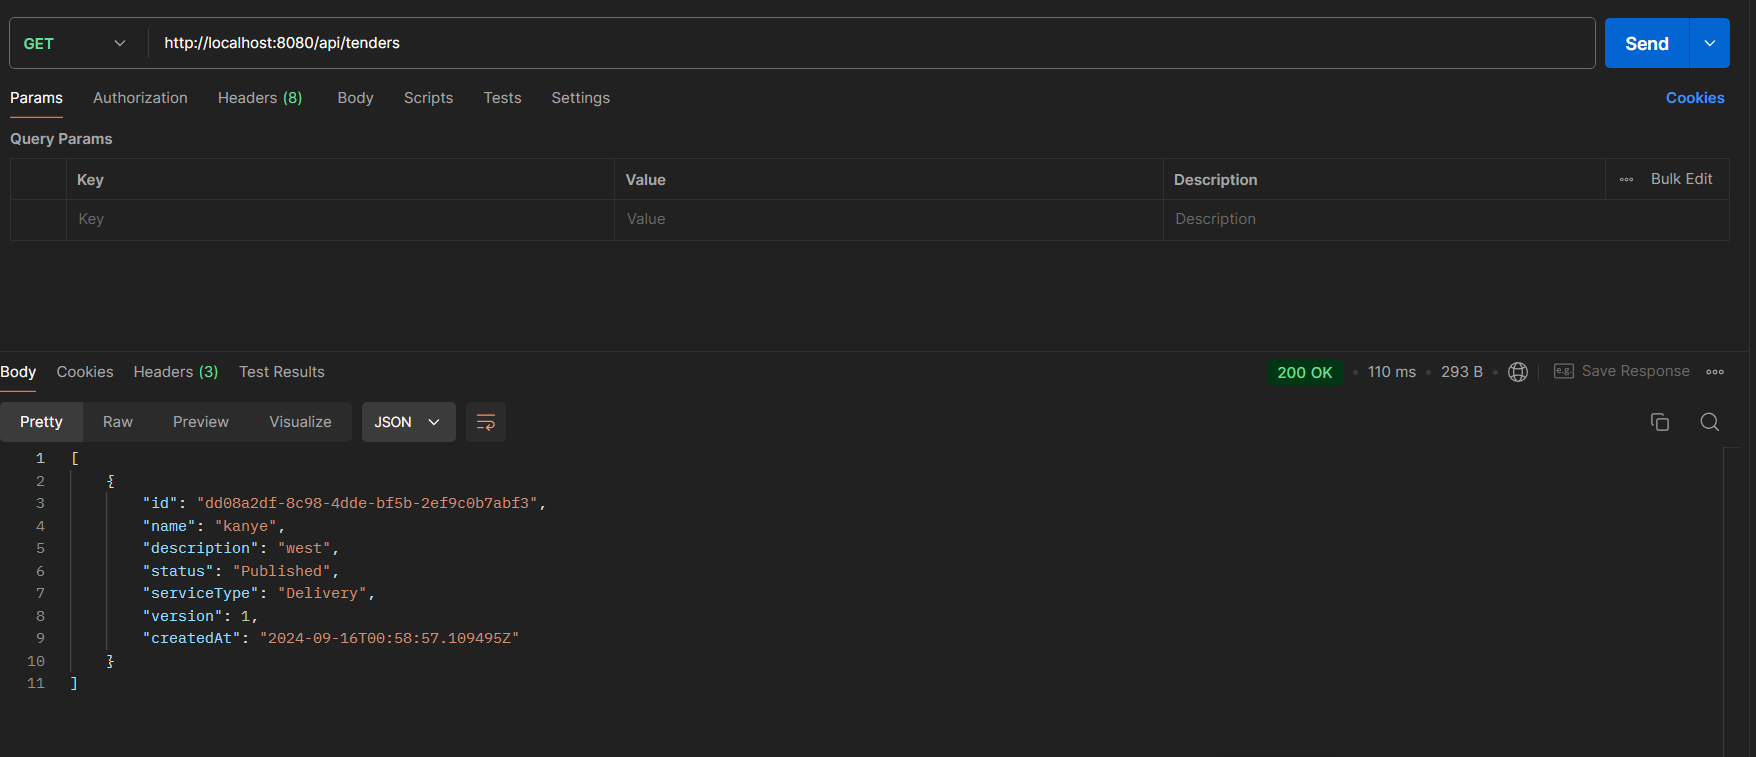 GET http://localhost:8080/api/tenders Send
Params Authorization Headers (8) Body Scripts Tests Settings Cookies
Query Params
Key Value Description Bulk Edit
Key Value Description
Body Cookies Headers (3) Test Results 200 OK 110 ms 293 B e.g. Save Response
Pretty Raw Preview Visualize JSON
1 [
2 {
3 "id": "dd08a2df-8c98-4dde-bf5b-2ef9c0b7abf3",
4 "name": "kanye",
5 "description": "west",
6 "status": "Published",
7 "serviceType": "Delivery",
8 "version": 1,
9 "createdAt": "2024-09-16T00:58:57.109495Z"
10 }
11 ]